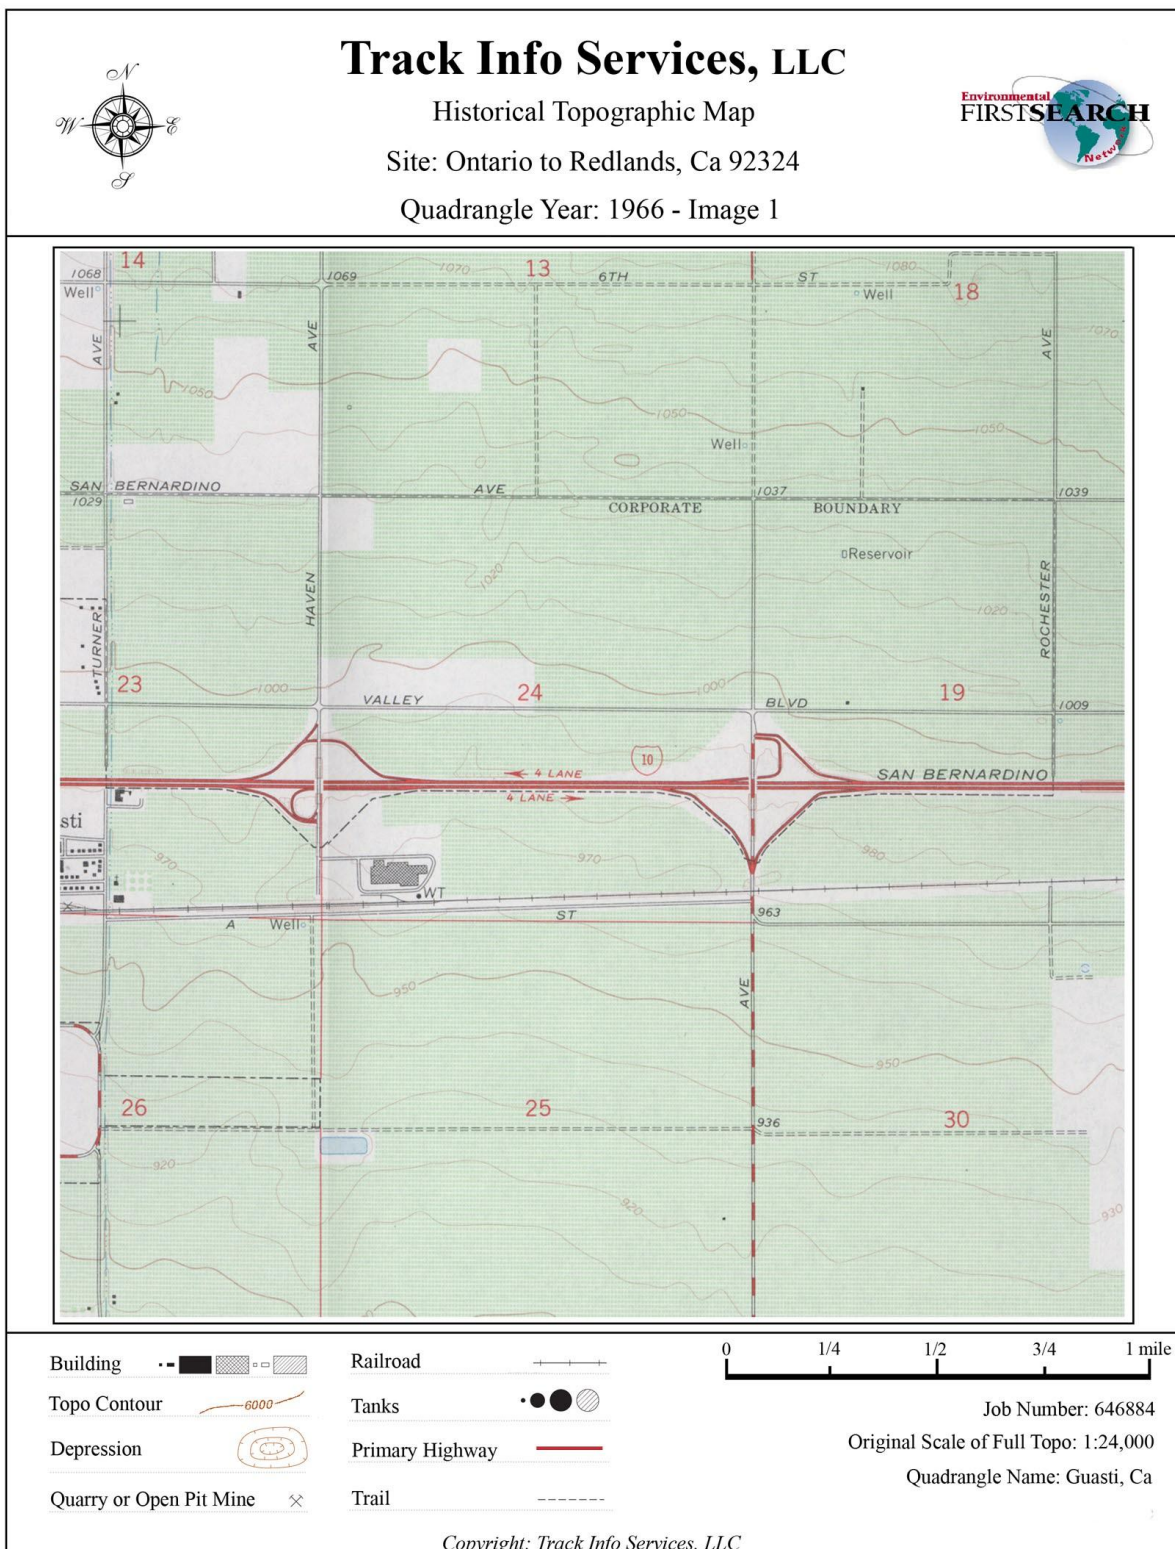 Track Info Services, LLC
Historical Topographic Map
Site: Ontario to Redlands, Ca 92324
Quadrangle Year: 1966 - Image 1
N
W E
S
Environmental
FIRSTSEARCH
Network
14
1068
1069
1070
13
6TH
ST
1080
18
Well
Well
AVE
AVE
AVE
1070
1050
1050
1050
Well
SAN BERNARDINO
AVE
1029
1037
1039
CORPORATE
BOUNDARY
Reservoir
HAVEN
1020
1020
ROCHESTER
TURNER
23
1000
24
1000
19
VALLEY
BLVD
1009
10
4 LANE
SAN BERNARDINO
4 LANE
sti
970
970
980
WT
A
Well
ST
963
AVE
950
950
26
25
936
30
920
920
930
Building
Topo Contour
6000
Depression
Quarry or Open Pit Mine
Railroad
Tanks
Primary Highway
Trail
0 1/4 1/2 3/4 1 mile
Job Number: 646884
Original Scale of Full Topo: 1:24,000
Quadrangle Name: Guasti, Ca
Copyright: Track Info Services, LLC